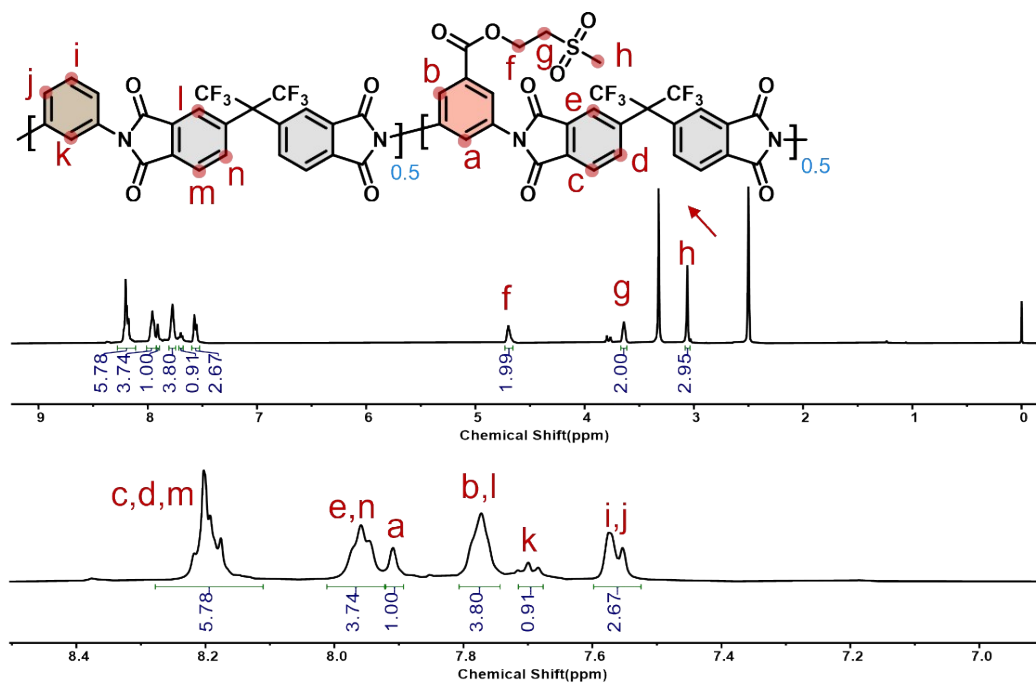 O O
O S h
i O g O
b f
j CF₃ CF₃ CF₃ CF₃
O l O O e O
[ N N ] [ N N ]
k n 0.5 a d 0.5
O m O O c O
h
f g
5.78 3.74 1.00 3.80 0.91 2.67 1.99 2.00 2.95
9 8 7 6 5 4 3 2 1 0
Chemical Shift(ppm)
c,d,m e,n a b,l k i,j
5.78 3.74 1.00 3.80 0.91 2.67
8.4 8.2 8.0 7.8 7.6 7.4 7.2 7.0
Chemical Shift(ppm)